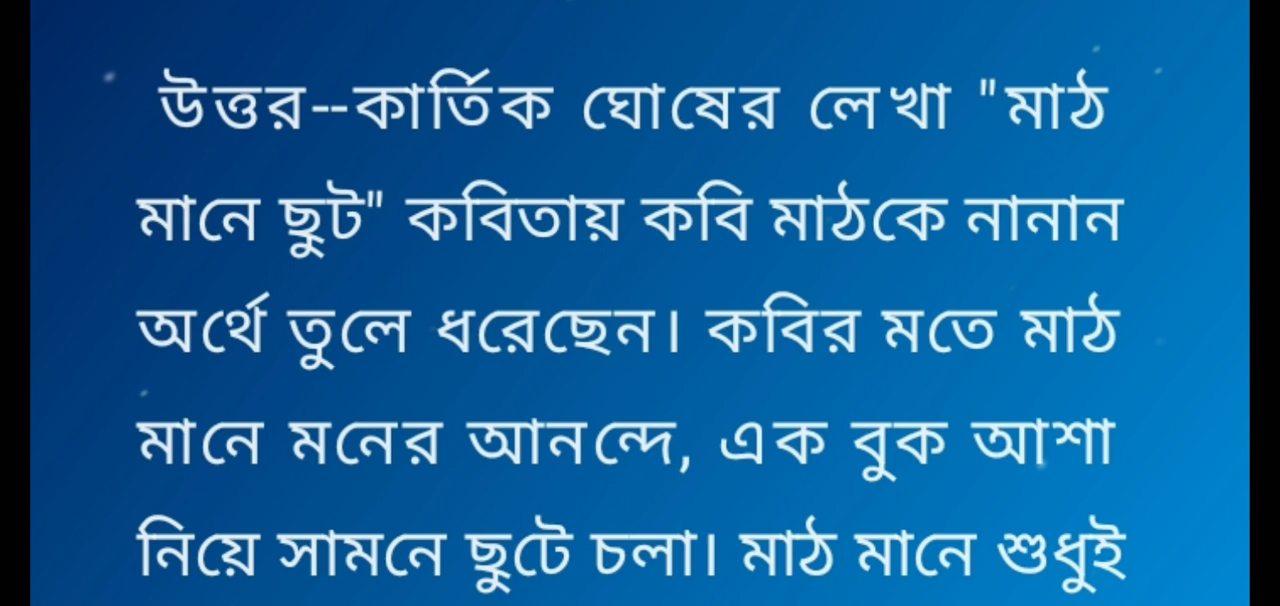 উত্তর--কার্তিক ঘোষের লেখা "মাঠ
মানে ছুট" কবিতায় কবি মাঠকে নানান
অর্থে তুলে ধরেছেন। কবির মতে মাঠ
মানে মনের আনন্দে, এক বুক আশা
নিয়ে সামনে ছুটে চলা। মাঠ মানে শুধুই